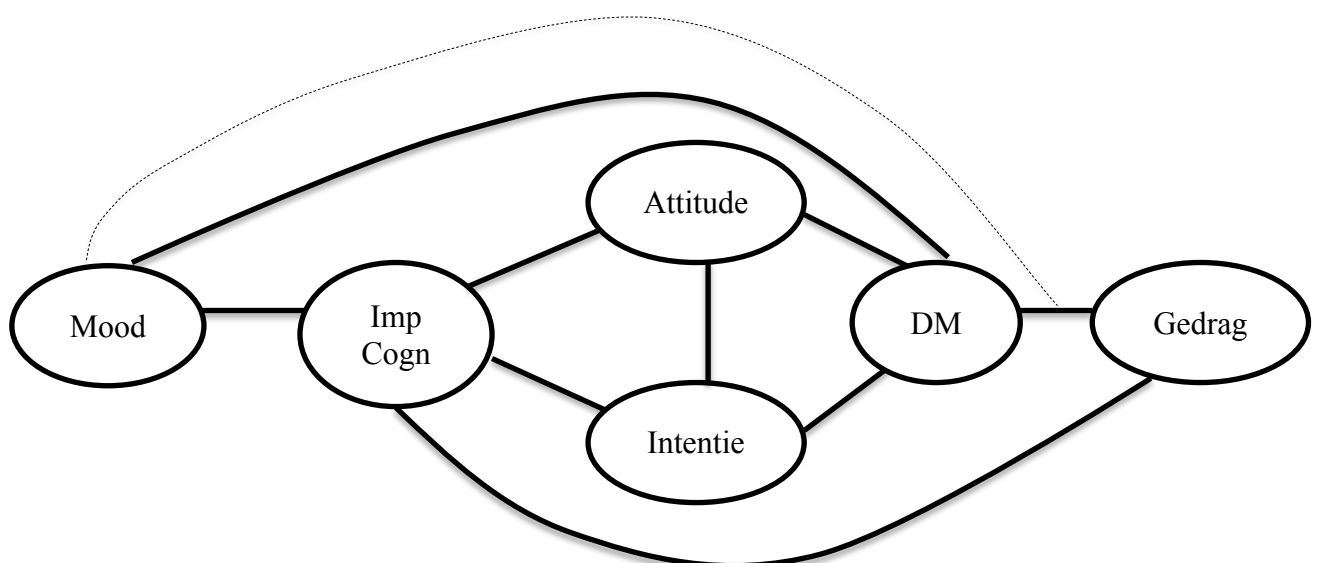 Attitude
Mood
Imp
Cogn
DM
Gedrag
Intentie